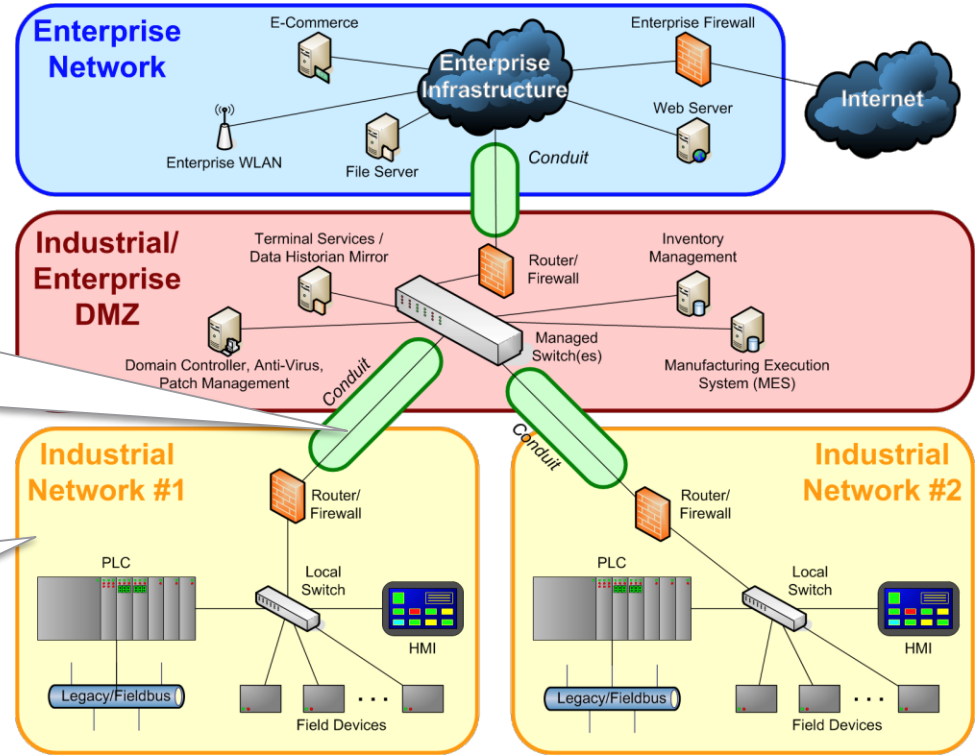 Enterprise
Network
E-Commerce
Enterprise Firewall
Enterprise
Infrastructure
Internet
Web Server
Enterprise WLAN
File Server
Conduit
Industrial/
Enterprise
DMZ
Terminal Services /
Data Historian Mirror
Router/
Firewall
Inventory
Management
Managed
Switch(es)
Domain Controller, Anti-Virus,
Patch Management
Manufacturing Execution
System (MES)
Conduit
Conduit
Industrial
Network #1
Router/
Firewall
PLC
Local
Switch
HMI
Legacy/Fieldbus
. . .
Field Devices
Industrial
Network #2
Router/
Firewall
PLC
Local
Switch
HMI
Legacy/Fieldbus
. . .
Field Devices